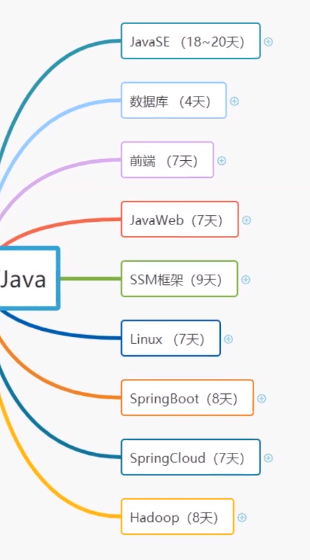 JavaSE （18~20天）
数据库 （4天）
前端 （7天）
JavaWeb（7天）
Java
SSM框架（9天）
Linux （7天）
SpringBoot（8天）
SpringCloud（7天）
Hadoop（8天）